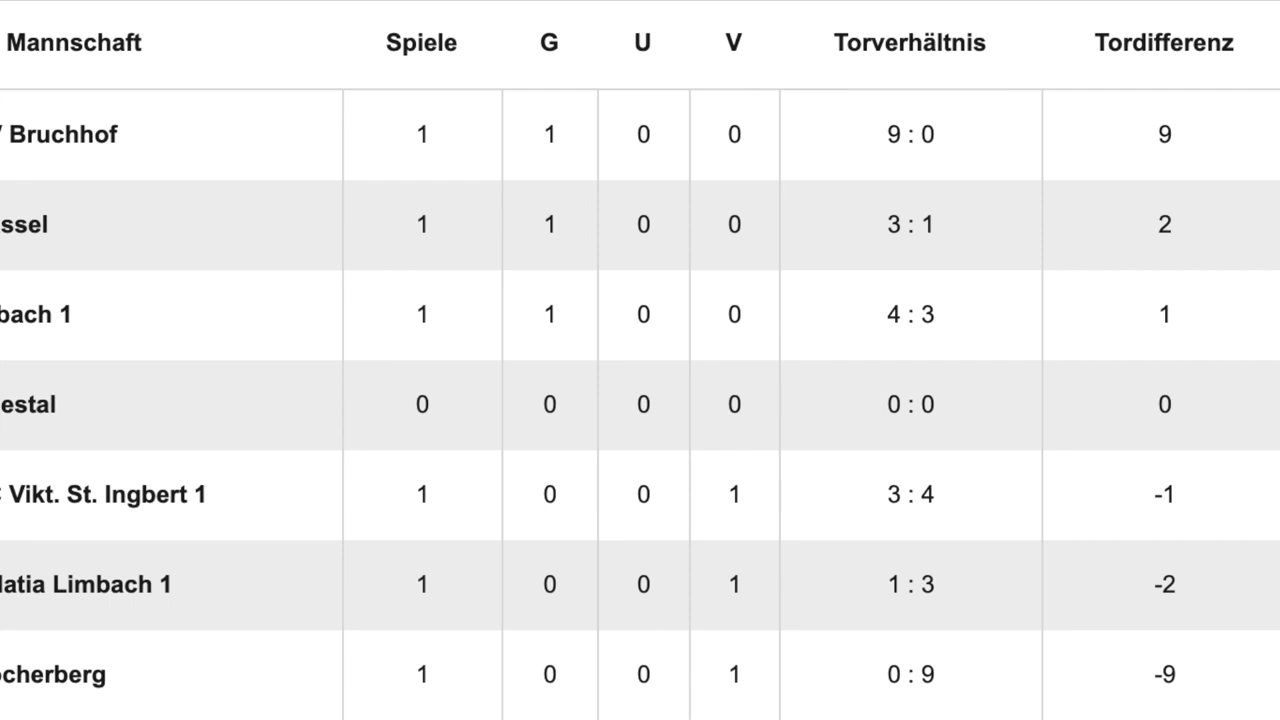 Mannschaft Spiele G U V Torverhältnis Tordifferenz
Bruchhof 1 1 0 0 9 : 0 9
ssel 1 1 0 0 3 : 1 2
bach 1 1 1 0 0 4 : 3 1
estal 0 0 0 0 0 : 0 0
Vikt. St. Ingbert 1 1 0 0 1 3 : 4 -1
latia Limbach 1 1 0 0 1 1 : 3 -2
ocherberg 1 0 0 1 0 : 9 -9